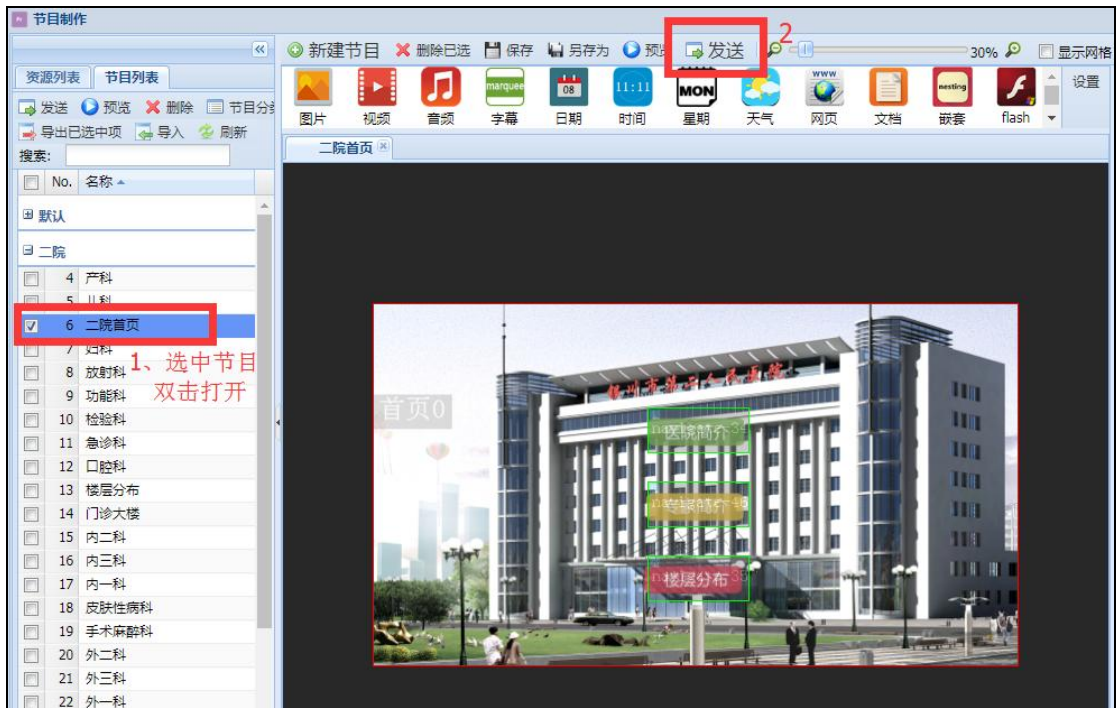 节目制作
新建节目 删除已选 保存 另存为 预览 发送 2 30% 显示网格
资源列表 节目列表
发送 预览 删除 节目分类
导出已选中项 导入 刷新
搜索:
marquee 08 11:11 MON WWW nesting
图片 视频 音频 字幕 日期 时间 星期 天气 网页 文档 嵌套 flash 设置
二院首页
No. 名称
默认
二院
4 产科
5 儿科
6 二院首页
7 妇科
8 放射科
9 功能科
10 检验科
11 急诊科
12 口腔科
13 楼层分布
14 门诊大楼
15 内二科
16 内三科
17 内一科
18 皮肤性病科
19 手术麻醉科
20 外二科
21 外三科
22 外一科
1、选中节目
双击打开
市第二人民医院
首页0
医院简介
专家简介
楼层分布